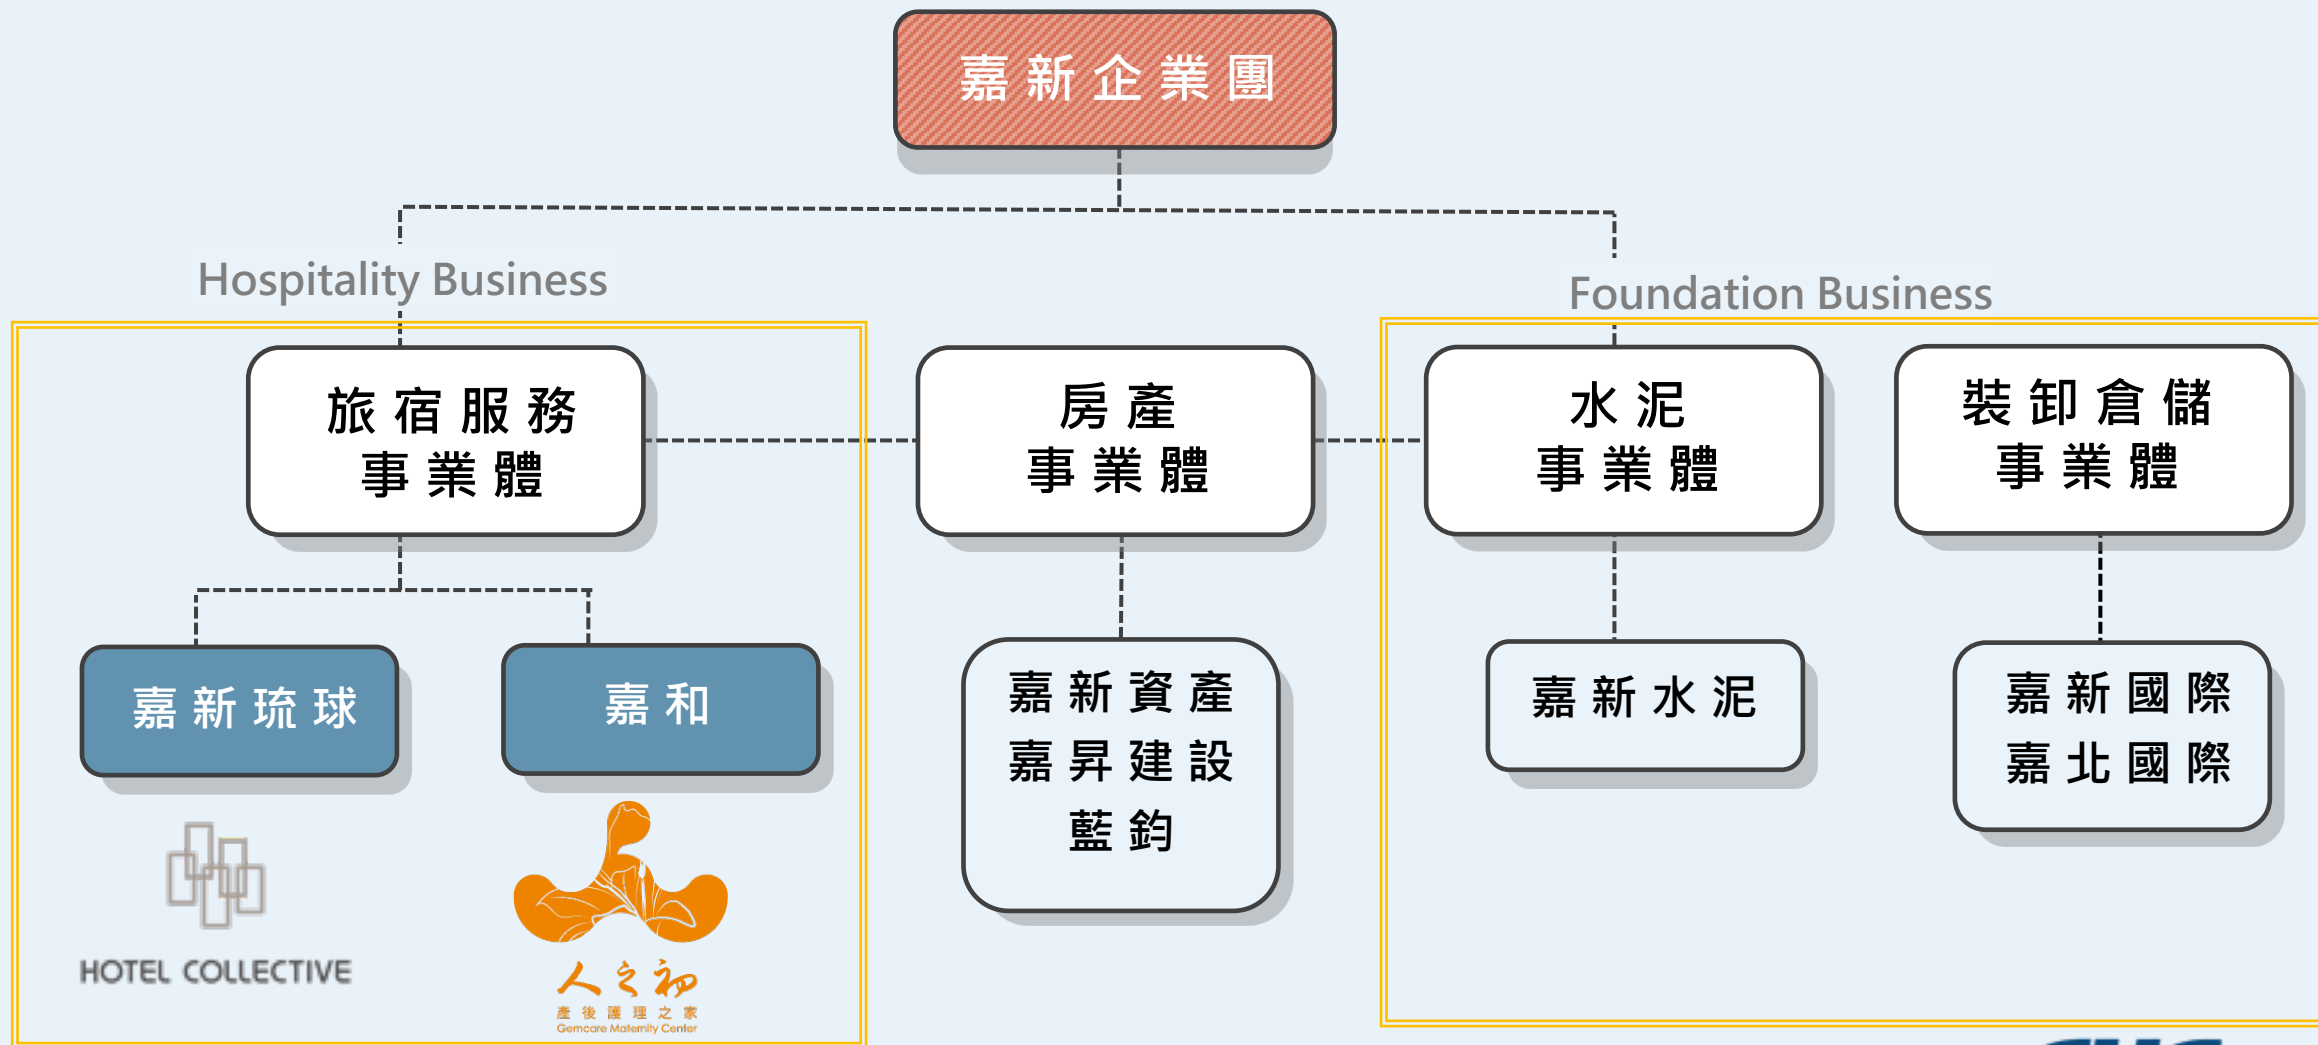 嘉新企業團
Hospitality Business
Foundation Business
旅宿服務
事業體
房產
事業體
水泥
事業體
裝卸倉儲
事業體
嘉新琉球
嘉和
嘉新資產
嘉昇建設
藍鈞
嘉新水泥
嘉新國際
嘉北國際
HOTEL COLLECTIVE
人之初
產後護理之家
Gemcare Maternity Center